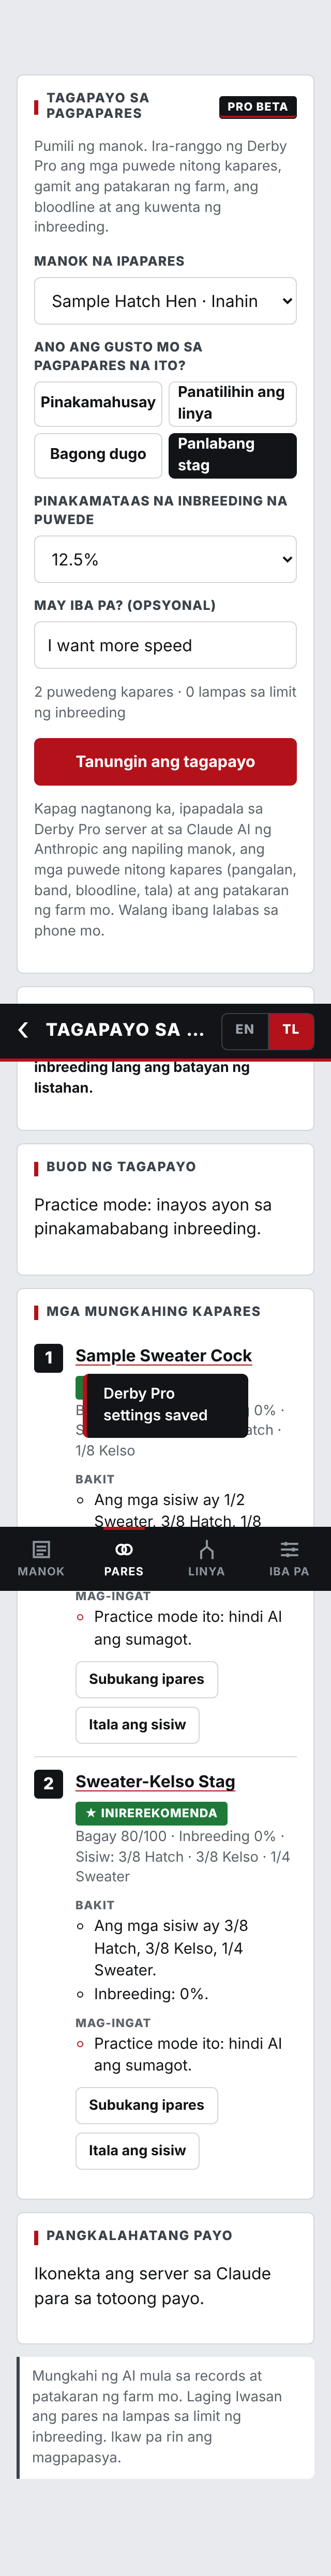 TAGAPAYO SA
PAGPAPARES
PRO BETA
Pumili ng manok. Ira-ranggo ng Derby
Pro ang mga puwede nitong kapares,
gamit ang patakaran ng farm, ang
bloodline at ang kuwenta ng
inbreeding.
MANOK NA IPAPARES
Sample Hatch Hen · Inahin
ANO ANG GUSTO MO SA
PAGPAPARES NA ITO?
Pinakamahusay
Panatilihin ang
linya
Bagong dugo
Panlabang
stag
PINAKAMATAAS NA INBREEDING NA
PUWEDE
12.5%
MAY IBA PA? (OPSYONAL)
I want more speed
2 puwedeng kapares · 0 lampas sa limit
ng inbreeding
Tanungin ang tagapayo
Kapag nagtanong ka, ipapadala sa
Derby Pro server at sa Claude AI ng
Anthropic ang napiling manok, ang
mga puwede nitong kapares (pangalan,
band, bloodline, tala) at ang patakaran
ng farm mo. Walang ibang lalabas sa
phone mo.
TAGAPAYO SA ...
EN
TL
inbreeding lang ang batayan ng
listahan.
BUOD NG TAGAPAYO
Practice mode: inayos ayon sa
pinakamababang inbreeding.
MGA MUNGKAHING KAPARES
1
Sample Sweater Cock
Derby Pro
settings saved
0% ·
1/8 Kelso
BAKIT
Ang mga sisiw ay 1/2
Sweater, 3/8 Hatch, 1/8
MANOK
PARES
LINYA
IBA PA
MAG-INGAT
Practice mode ito: hindi AI
ang sumagot.
Subukang ipares
Itala ang sisiw
2
Sweater-Kelso Stag
★ INIREREKOMENDA
Bagay 80/100 · Inbreeding 0% ·
Sisiw: 3/8 Hatch · 3/8 Kelso · 1/4
Sweater
BAKIT
Ang mga sisiw ay 3/8
Hatch, 3/8 Kelso, 1/4
Sweater.
Inbreeding: 0%.
MAG-INGAT
Practice mode ito: hindi AI
ang sumagot.
Subukang ipares
Itala ang sisiw
PANGKALAHATANG PAYO
Ikonekta ang server sa Claude
para sa totoong payo.
Mungkahi ng AI mula sa records at
patakaran ng farm mo. Laging Iwasan
ang pares na lampas sa limit ng
inbreeding. Ikaw pa rin ang
magpapasya.